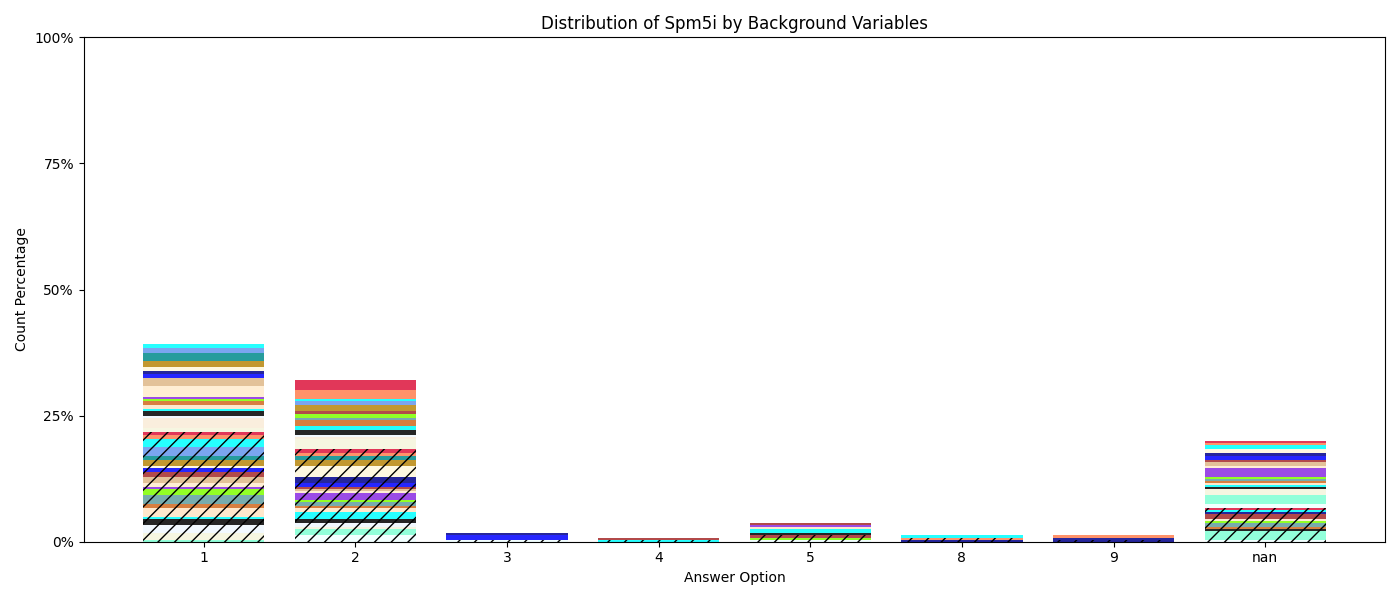 Distribution of Spm5i by Background Variables
100%
75%
50%
25%
0%
Count Percentage
1 2 3 4 5 8 9 nan
Answer Option